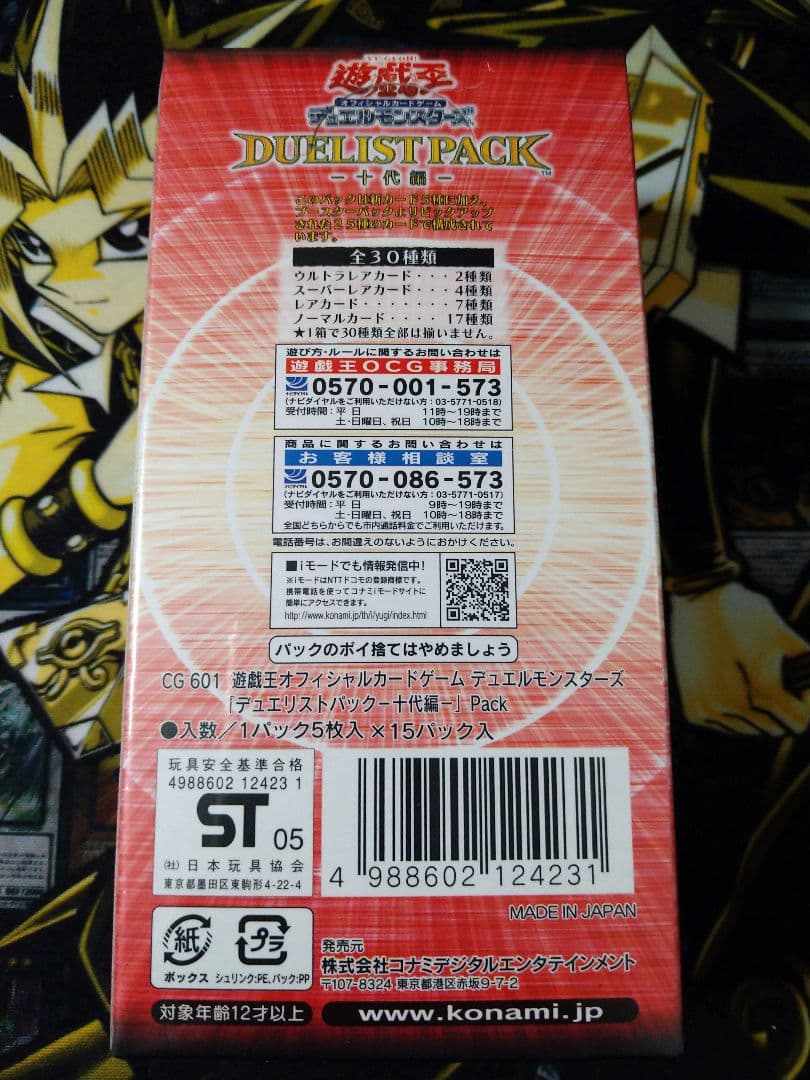 YU-GI-OH!
遊戯王
オフィシャルカードゲーム
デュエルモンスターズ
DUELIST PACK™
－十代編－
このパックは新カード5種に加え、
ブースターパックよりピックアップ
された25種のカードで構成されて
います。
全30種類
ウルトラレアカード・・・2種類
スーパーレアカード・・・4種類
レアカード・・・・・・・7種類
ノーマルカード・・・・17種類
★1箱で30種類全部は揃いません。
遊び方・ルールに関するお問い合わせは
遊戯王OCG事務局
ナビダイヤル 0570-001-573
(ナビダイヤルをご利用いただけない方：03-5771-0518)
受付時間：平 日 11時～19時まで
土・日曜日、祝日 10時～18時まで
商品に関するお問い合わせは
お客様相談室
ナビダイヤル 0570-086-573
(ナビダイヤルをご利用いただけない方：03-5771-0517)
受付時間：平 日 9時～19時まで
土・日曜日、祝日 10時～18時まで
全国どちらからでも市内通話料金でご利用いただけます。
電話番号は、お間違えのないようにおかけください。
■iモードでも情報発信中！
※iモードはNTTドコモの登録商標です。
携帯電話を使ってコナミiモードサイトに
簡単にアクセスできます。
http://www.konami.jp/th/i/yugi/index.html
パックのポイ捨てはやめましょう
CG 601 遊戯王オフィシャルカードゲーム デュエルモンスターズ
「デュエリストパック－十代編－」Pack
●入数／1パック5枚入×15パック入
玩具安全基準合格
4988602 12423 1
ST 05
(社)日本玩具協会
東京都墨田区東駒形4-22-4
4 988602 124231
MADE IN JAPAN
紙 プラ
ボックス シュリンク:PE、パック:PP
発売元
株式会社コナミデジタルエンタテインメント
〒107-8324 東京都港区赤坂9-7-2
対象年齢12才以上
www.konami.jp